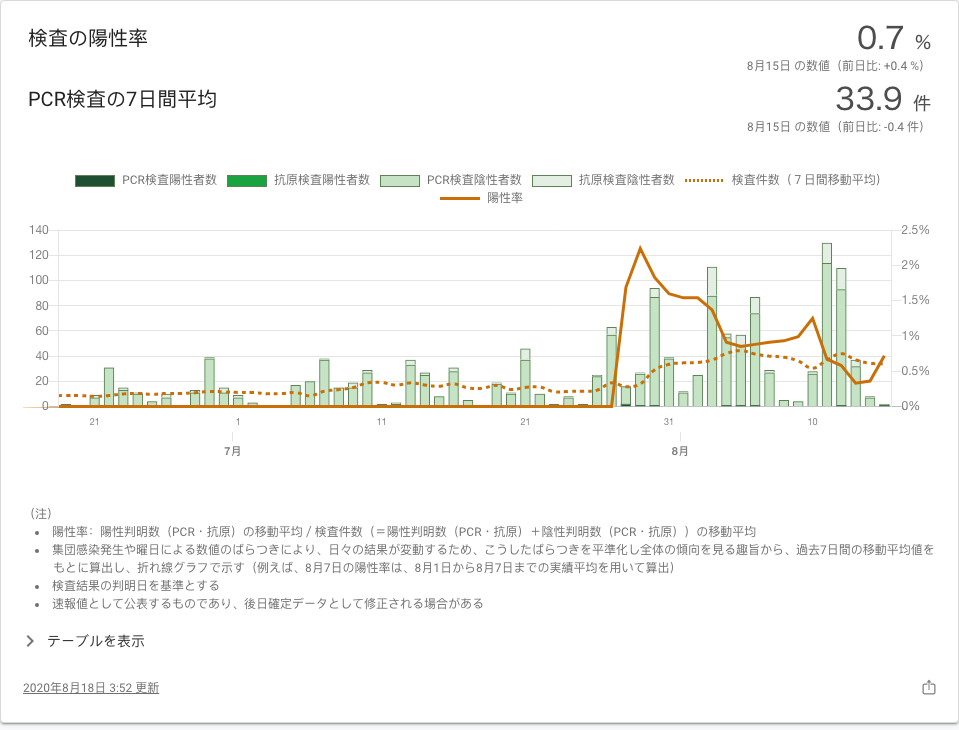 検査の陽性率
0.7 %
8月15日 の数値（前日比: +0.4 %）
PCR検査の7日間平均
33.9 件
8月15日 の数値（前日比: -0.4 件）
PCR検査陽性者数 抗原検査陽性者数 PCR検査陰性者数 抗原検査陰性者数 検査件数（７日間移動平均）
陽性率
140 2.5%
120 2%
100
80 1.5%
60 1%
40
20 0.5%
0 0%
21 1 11 21 31 10
7月 8月
（注）
陽性率：陽性判明数（PCR・抗原）の移動平均 / 検査件数（＝陽性判明数（PCR・抗原）＋陰性判明数（PCR・抗原））の移動平均
集団感染発生や曜日による数値のばらつきにより、日々の結果が変動するため、こうしたばらつきを平準化し全体の傾向を見る趣旨から、過去7日間の移動平均値を
もとに算出し、折れ線グラフで示す（例えば、8月7日の陽性率は、8月1日から8月7日までの実績平均を用いて算出）
検査結果の判明日を基準とする
速報値として公表するものであり、後日確定データとして修正される場合がある
テーブルを表示
2020年8月18日 3:52 更新